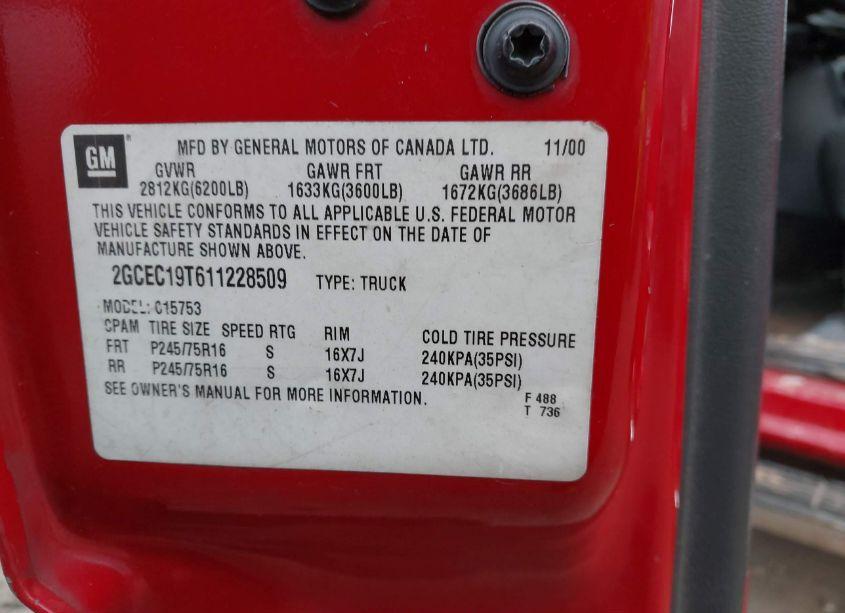 GM
MFD BY GENERAL MOTORS OF CANADA LTD. 11/00
GVWR GAWR FRT GAWR RR
2812KG(6200LB) 1633KG(3600LB) 1672KG(3686LB)
THIS VEHICLE CONFORMS TO ALL APPLICABLE U.S. FEDERAL MOTOR
VEHICLE SAFETY STANDARDS IN EFFECT ON THE DATE OF
MANUFACTURE SHOWN ABOVE.
2GCEC19T611228509 TYPE: TRUCK
MODEL: C15753
CPAM TIRE SIZE SPEED RTG RIM COLD TIRE PRESSURE
FRT P245/75R16 S 16X7J 240KPA(35PSI)
RR P245/75R16 S 16X7J 240KPA(35PSI)
SEE OWNER'S MANUAL FOR MORE INFORMATION.
F 488
T 736